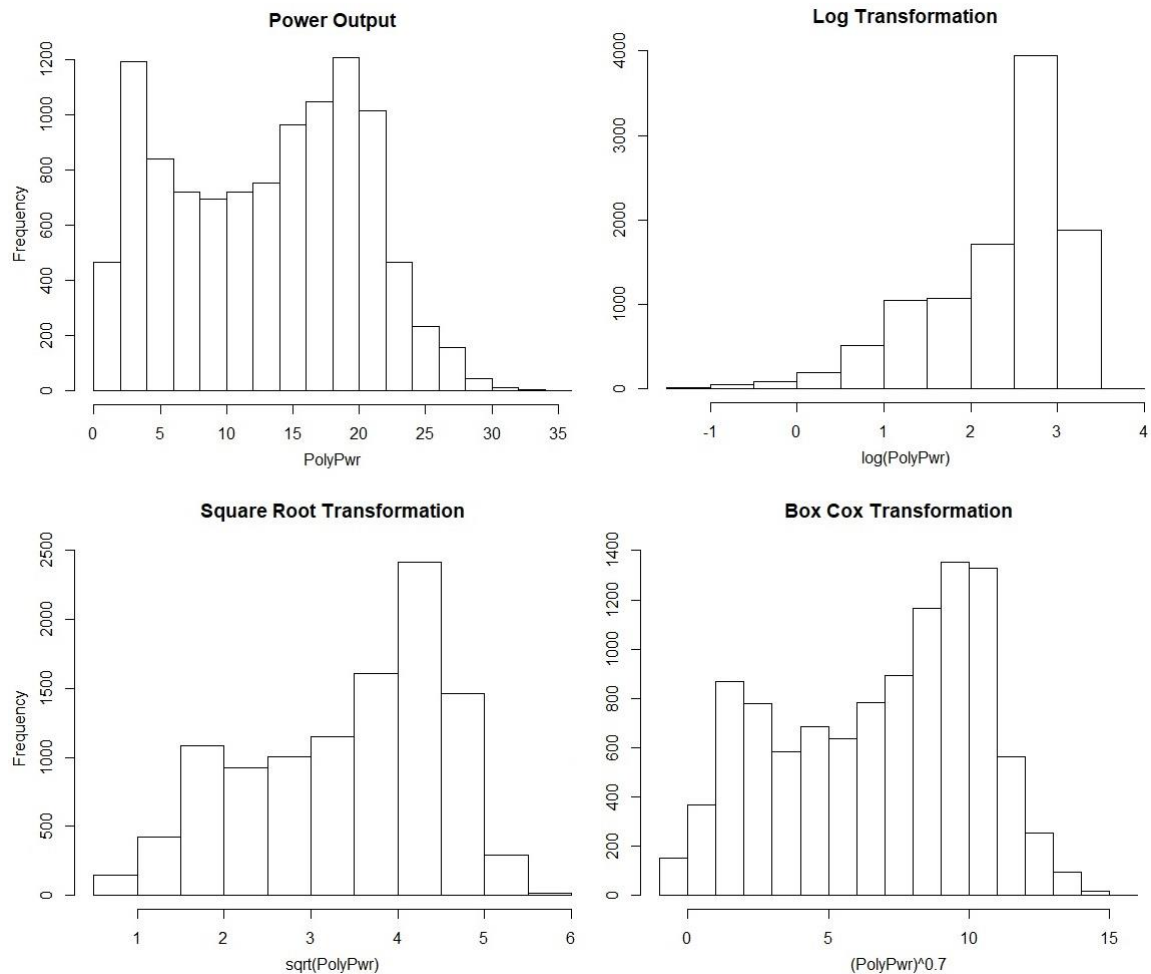 Power Output
Frequency
1200
1000
800
600
400
200
0
0 5 10 15 20 25 30 35
PolyPwr
Log Transformation
4000
3000
2000
1000
0
-1 0 1 2 3 4
log(PolyPwr)
Square Root Transformation
Frequency
2500
2000
1500
1000
500
0
1 2 3 4 5 6
sqrt(PolyPwr)
Box Cox Transformation
1400
1200
1000
800
600
400
200
0
0 5 10 15
(PolyPwr)^0.7